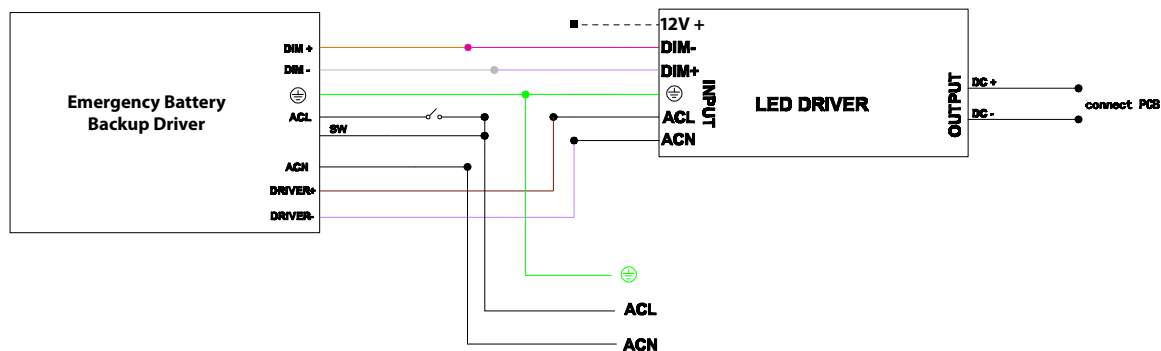 Emergency Battery
Backup Driver
DIM +
DIM -
ACL
SW
ACN
DRIVER+
DRIVER-
12V +
DIM-
DIM+
ACL
ACN
INPUT
LED DRIVER
OUTPUT
DC +
DC -
connect PCB
ACL
ACN